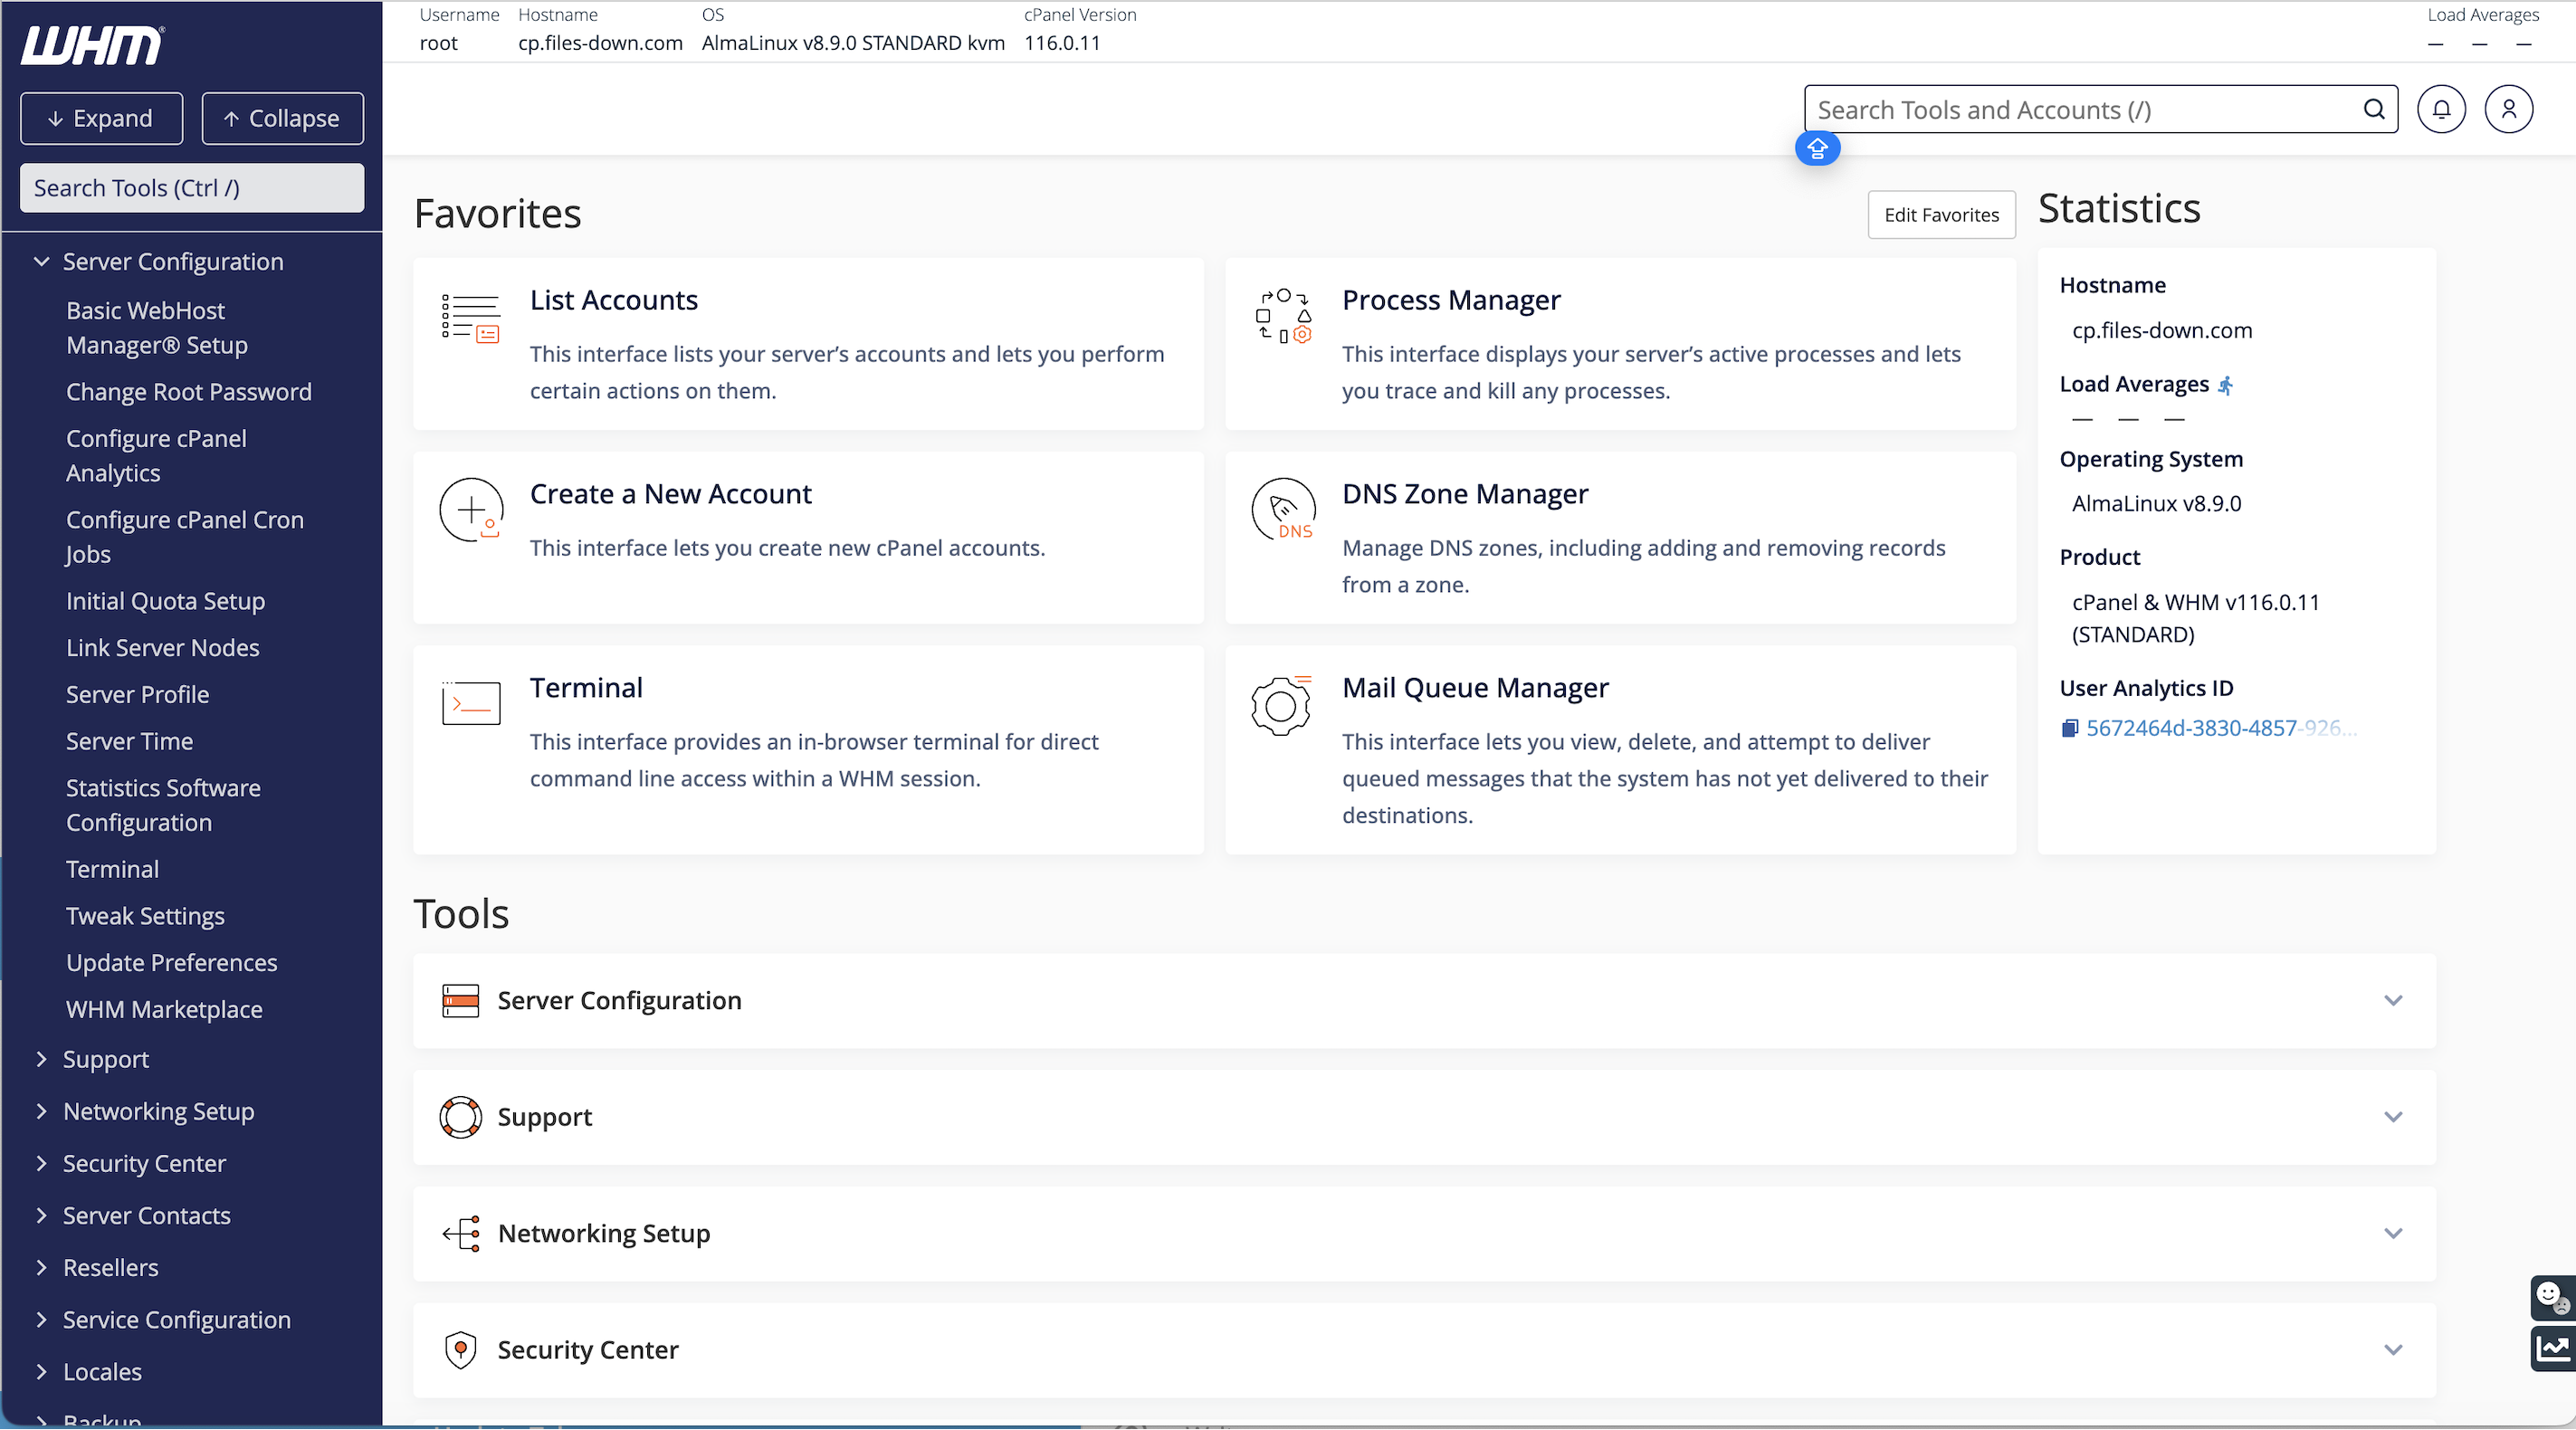 WHM®
Username Hostname OS cPanel Version Load Averages
root cp.files-down.com AlmaLinux v8.9.0 STANDARD kvm 116.0.11 — — —
Expand Collapse
Search Tools (Ctrl /)
Search Tools and Accounts (/)
Server Configuration
Basic WebHost
Manager® Setup
Change Root Password
Configure cPanel
Analytics
Configure cPanel Cron
Jobs
Initial Quota Setup
Link Server Nodes
Server Profile
Server Time
Statistics Software
Configuration
Terminal
Tweak Settings
Update Preferences
WHM Marketplace
Support
Networking Setup
Security Center
Server Contacts
Resellers
Service Configuration
Locales
Backup
Favorites
Edit Favorites
List Accounts
This interface lists your server’s accounts and lets you perform
certain actions on them.
Process Manager
This interface displays your server’s active processes and lets
you trace and kill any processes.
Create a New Account
This interface lets you create new cPanel accounts.
DNS
DNS Zone Manager
Manage DNS zones, including adding and removing records
from a zone.
Terminal
This interface provides an in-browser terminal for direct
command line access within a WHM session.
Mail Queue Manager
This interface lets you view, delete, and attempt to deliver
queued messages that the system has not yet delivered to their
destinations.
Statistics
Hostname
cp.files-down.com
Load Averages
— — —
Operating System
AlmaLinux v8.9.0
Product
cPanel & WHM v116.0.11
(STANDARD)
User Analytics ID
5672464d-3830-4857-926...
Tools
Server Configuration
Support
Networking Setup
Security Center